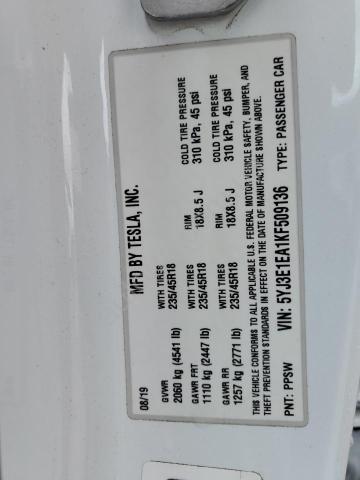 MFD BY TESLA, INC.
08/19
GVWR WITH TIRES RIM COLD TIRE PRESSURE
2060 kg (4541 lb) 235/45R18 18X8.5 J 310 kPa, 45 psi
GAWR FRT WITH TIRES RIM COLD TIRE PRESSURE
1110 kg (2447 lb) 235/45R18 18X8.5 J 310 kPa, 45 psi
GAWR RR WITH TIRES
1257 kg (2771 lb) 235/45R18
THIS VEHICLE CONFORMS TO ALL APPLICABLE U.S. FEDERAL MOTOR VEHICLE SAFETY, BUMPER, AND
THEFT PREVENTION STANDARDS IN EFFECT ON THE DATE OF MANUFACTURE SHOWN ABOVE.
PNT: PPSW VIN: 5YJ3E1EA1KF509136 TYPE: PASSENGER CAR